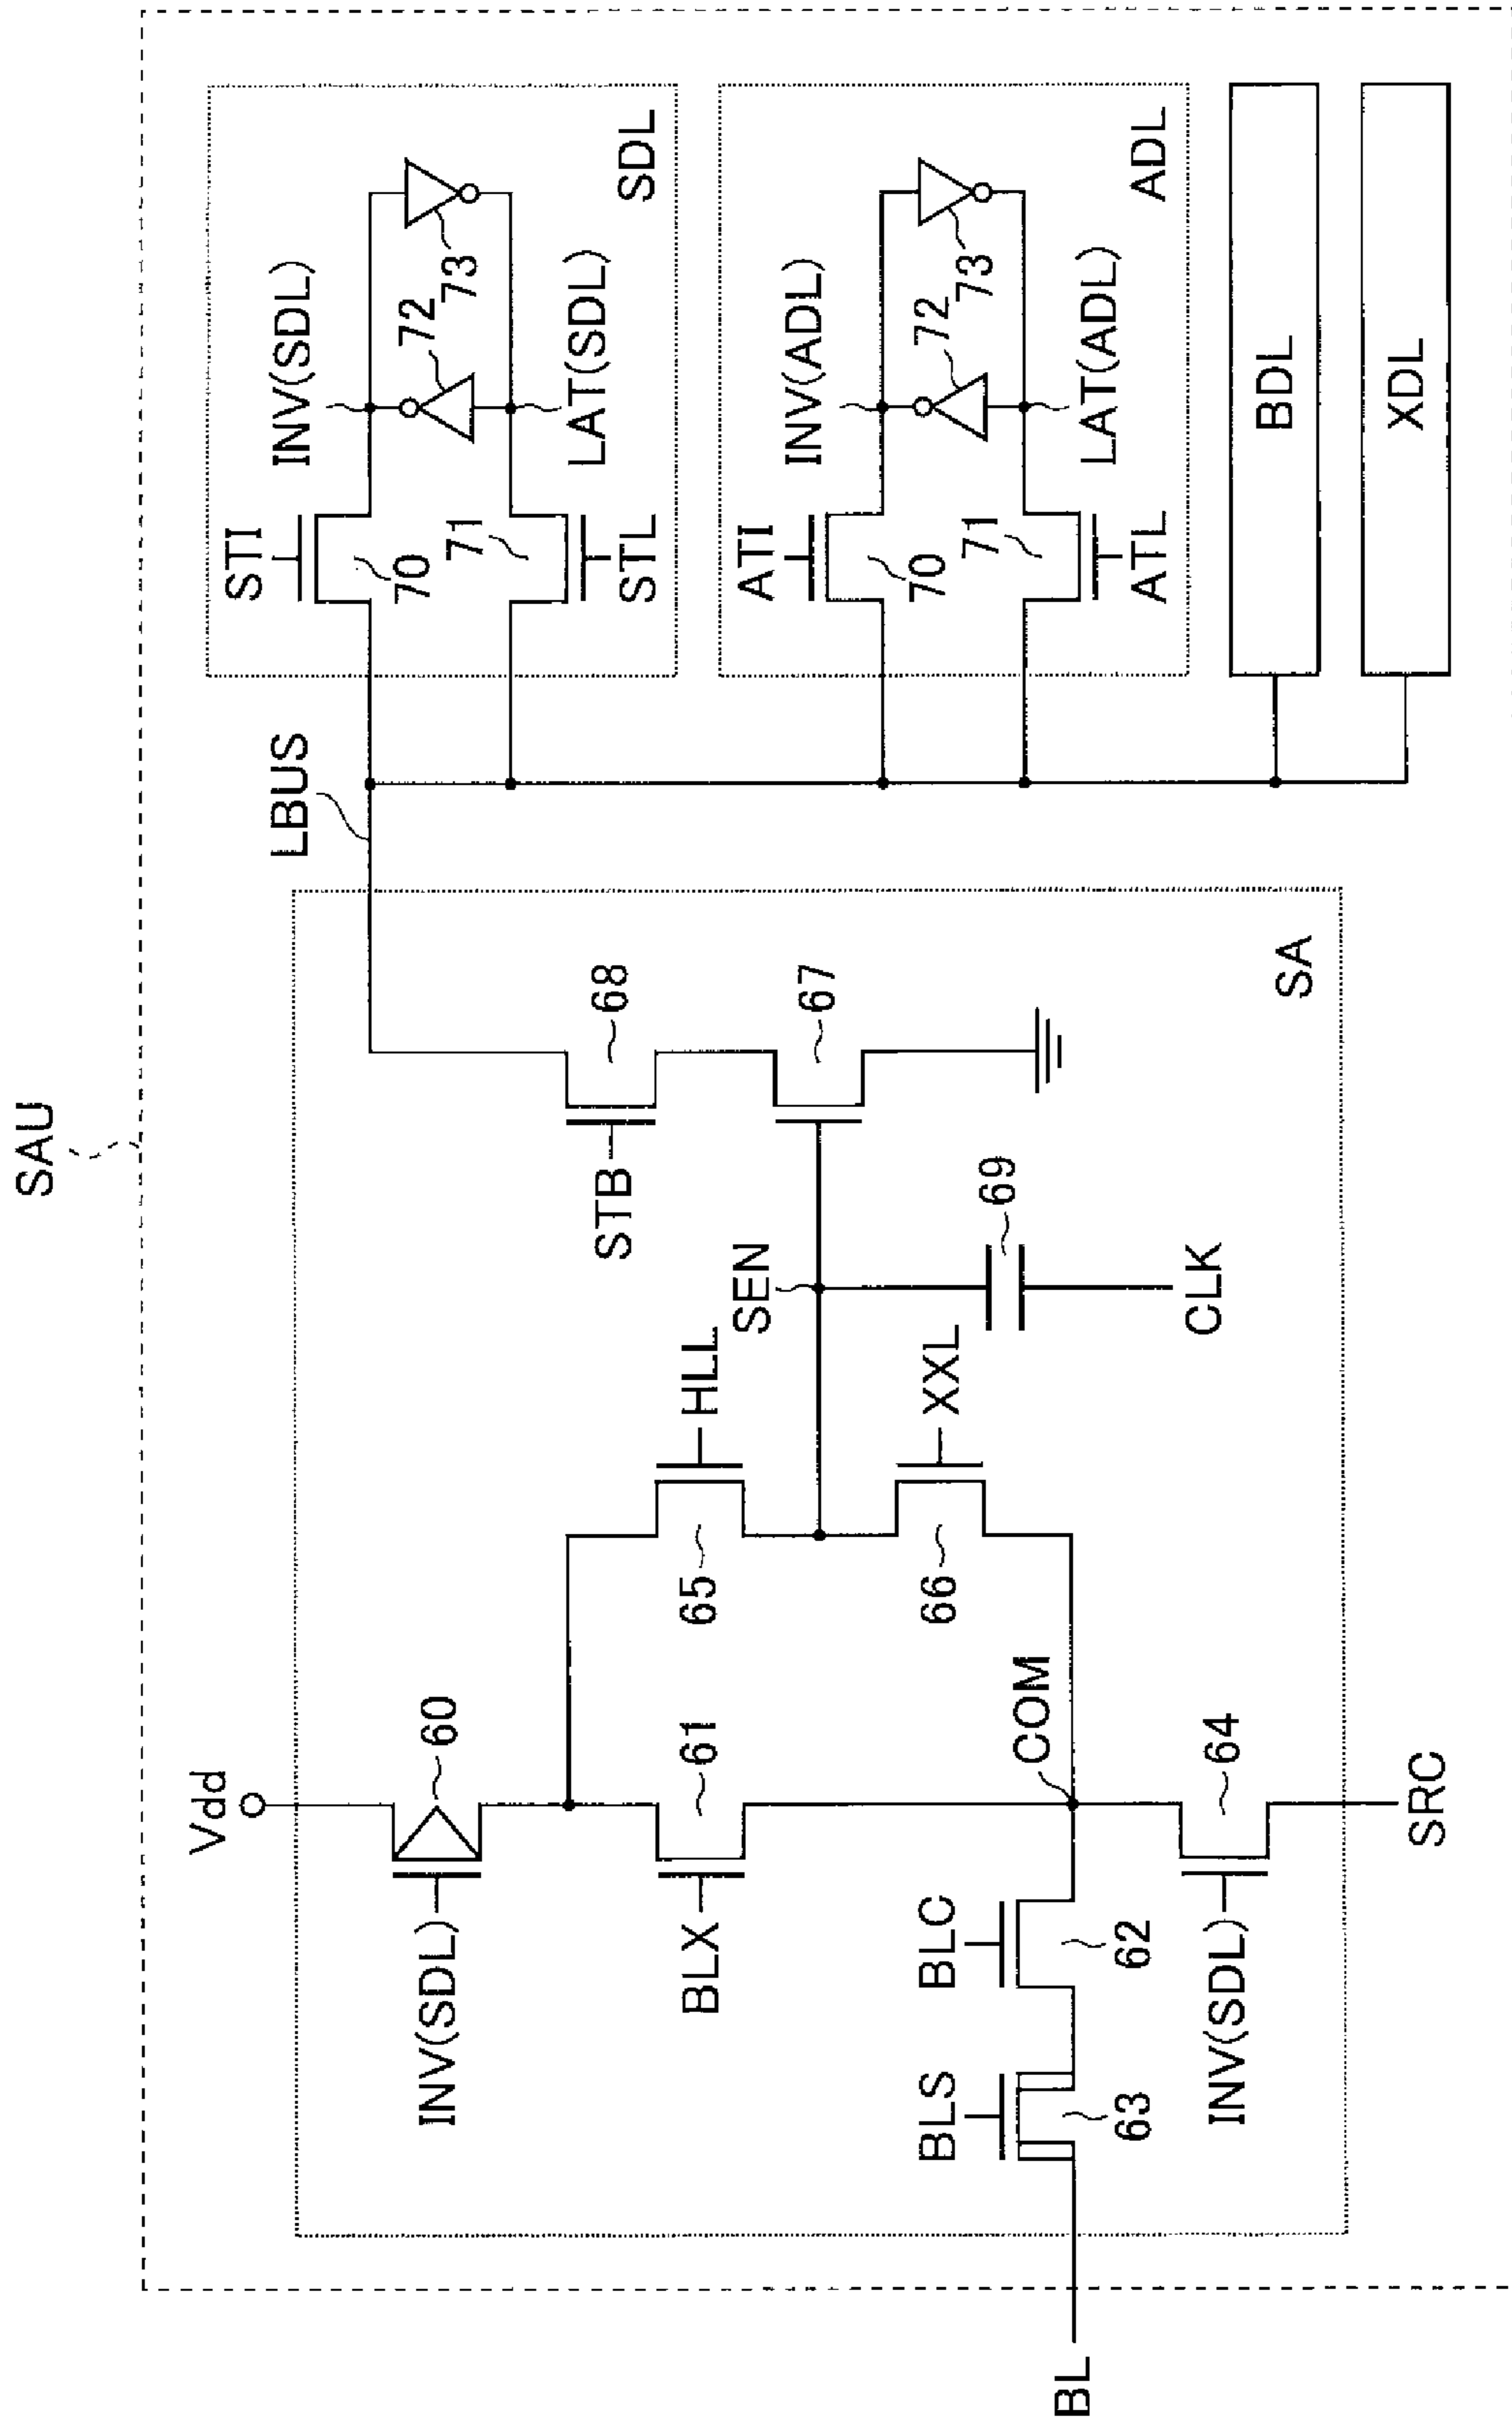 SAU
Vdd
INV(SDL)
60
BLX
61
HLL
65
STB
68
LBUS
SEN
67
XXL
66
69
CLK
COM
BLC
62
BLS
63
BL
INV(SDL)
64
SRC
SA
STI
70
INV(SDL)
72
73
71
STL
LAT(SDL)
SDL
ATI
70
INV(ADL)
72
73
71
ATL
LAT(ADL)
ADL
BDL
XDL